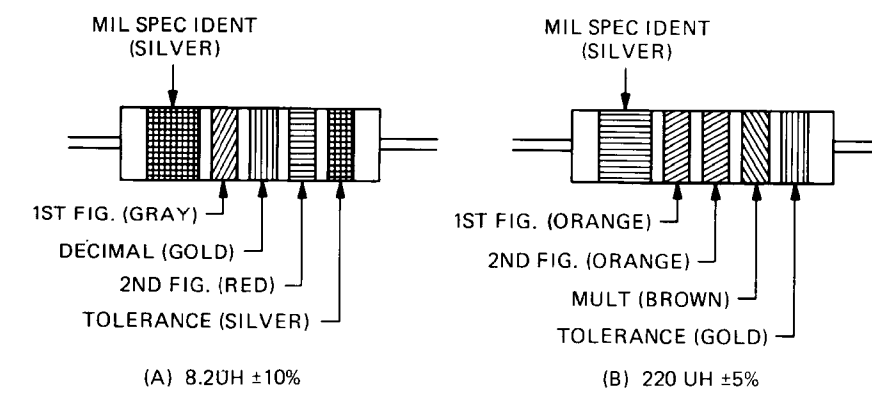 MIL SPEC IDENT
(SILVER)
1ST FIG. (GRAY)
DECIMAL (GOLD)
2ND FIG. (RED)
TOLERANCE (SILVER)
(A) 8.2UH ±10%
MIL SPEC IDENT
(SILVER)
1ST FIG. (ORANGE)
2ND FIG. (ORANGE)
MULT (BROWN)
TOLERANCE (GOLD)
(B) 220 UH ±5%